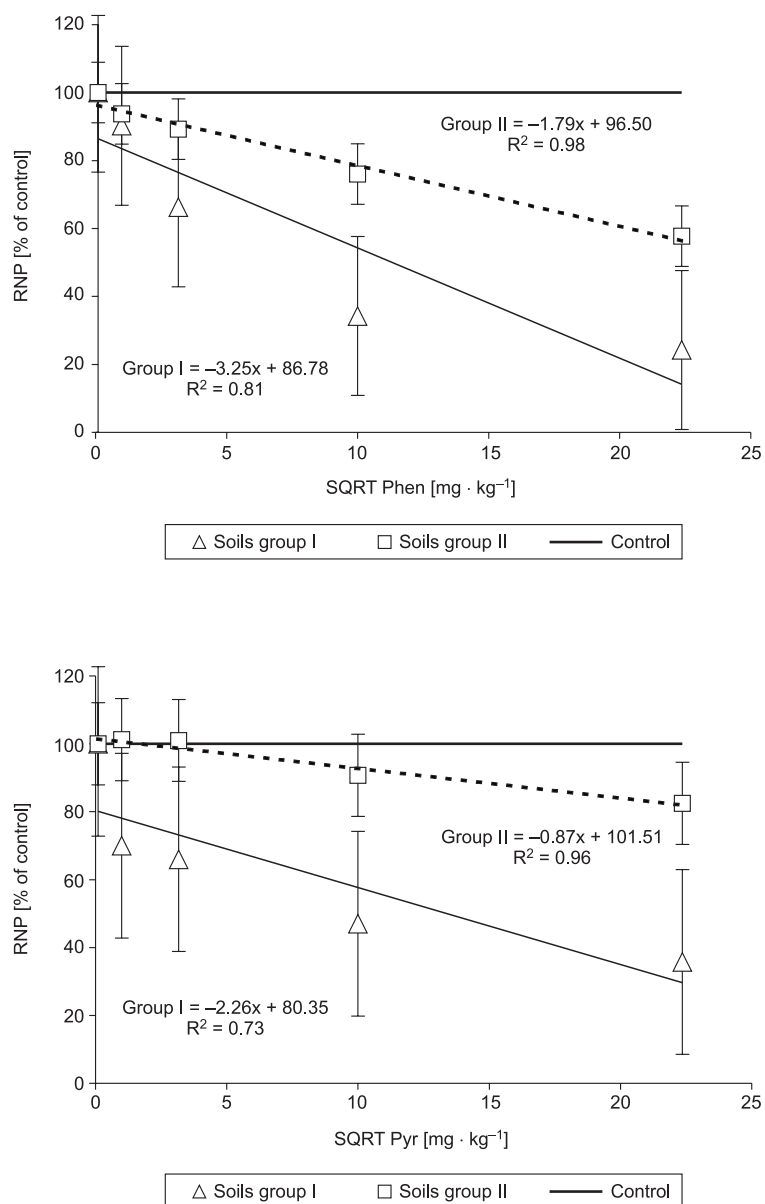 120
100
80
60
40
20
0
RNP [% of control]
Group II = –1.79x + 96.50
R² = 0.98
Group I = –3.25x + 86.78
R² = 0.81
0 5 10 15 20 25
SQRT Phen [mg · kg⁻¹]
Soils group I Soils group II Control
120
100
80
60
40
20
0
RNP [% of control]
Group II = –0.87x + 101.51
R² = 0.96
Group I = –2.26x + 80.35
R² = 0.73
0 5 10 15 20 25
SQRT Pyr [mg · kg⁻¹]
Soils group I Soils group II Control